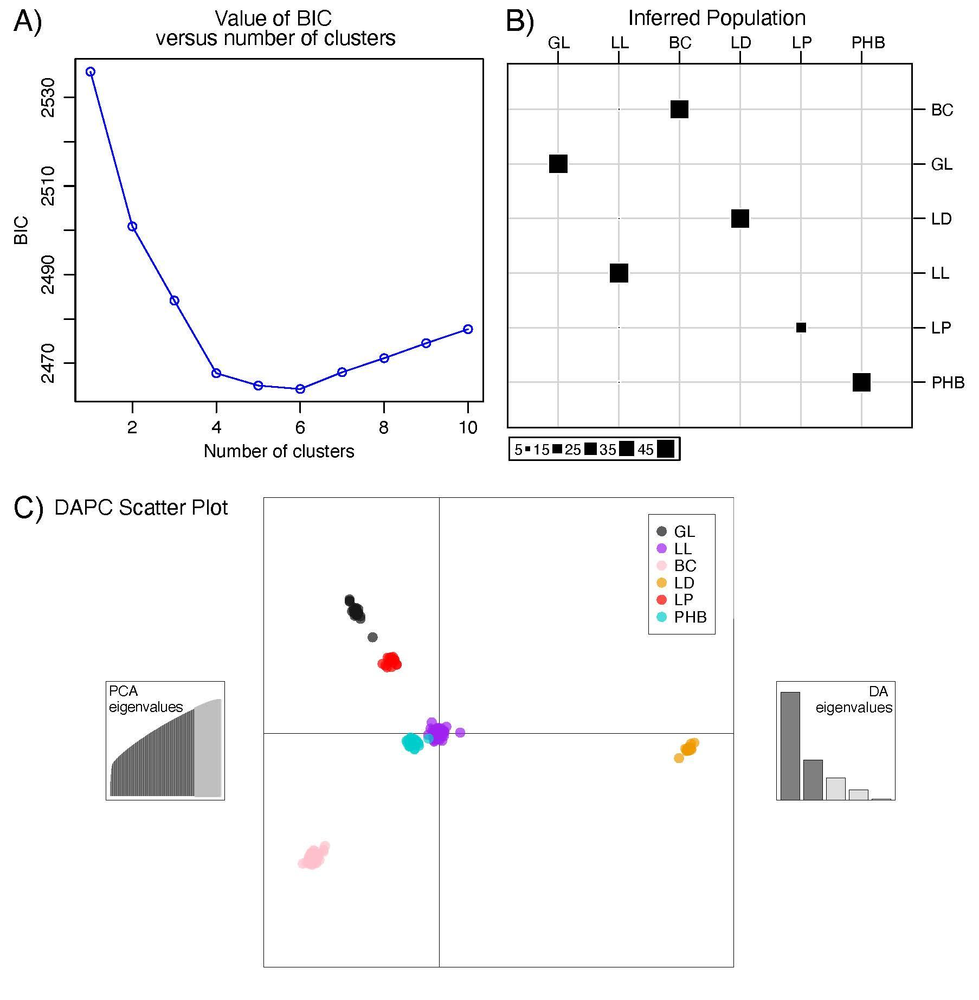 A)
Value of BIC
versus number of clusters
BIC
2530
2510
2490
2470
2 4 6 8 10
Number of clusters
B)
Inferred Population
GL LL BC LD LP PHB
BC
GL
LD
LL
LP
PHB
5 15 25 35 45
C) DAPC Scatter Plot
GL
LL
BC
LD
LP
PHB
PCA
eigenvalues
DA
eigenvalues